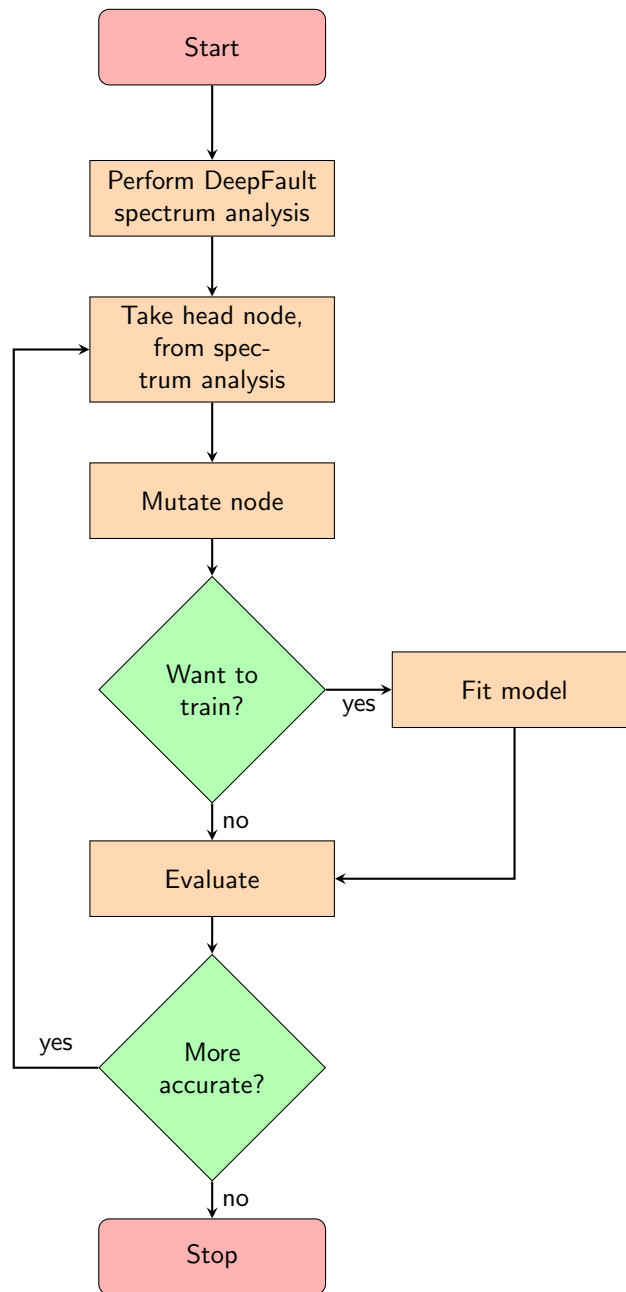 Start
Perform DeepFault
spectrum analysis
Take head node,
from spec-
trum analysis
Mutate node
Want to
train?
yes
Fit model
no
Evaluate
yes
More
accurate?
no
Stop